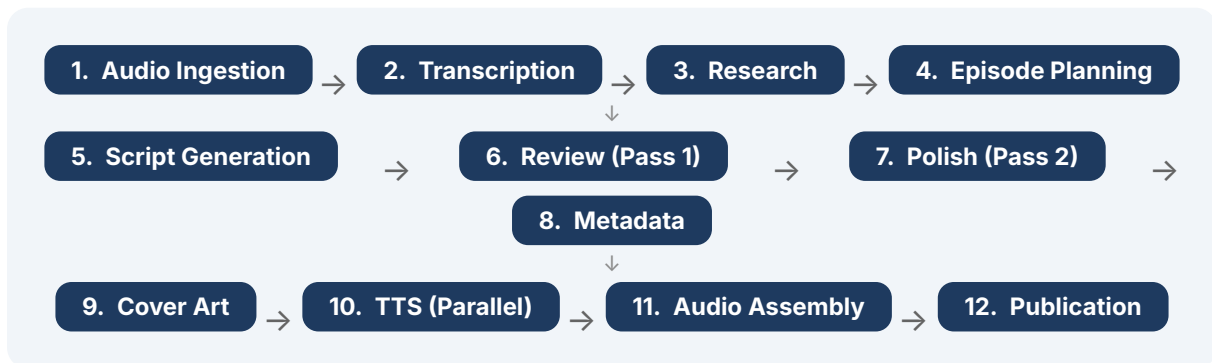 1. Audio Ingestion → 2. Transcription → 3. Research → 4. Episode Planning
↓
5. Script Generation → 6. Review (Pass 1) → 7. Polish (Pass 2) →
8. Metadata
↓
9. Cover Art → 10. TTS (Parallel) → 11. Audio Assembly → 12. Publication